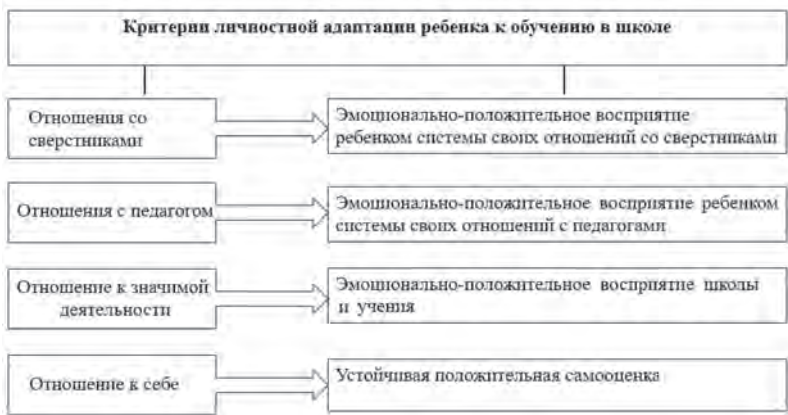 Критерии личностной адаптации ребенка к обучению в школе
Отношения со
сверстниками
Эмоционально-положительное восприятие
ребенком системы своих отношений со сверстниками
Отношения с педагогом
Эмоционально-положительное восприятие ребенком
системы своих отношений с педагогами
Отношение к значимой
деятельности
Эмоционально-положительное восприятие школы
и учения
Отношение к себе
Устойчивая положительная самооценка